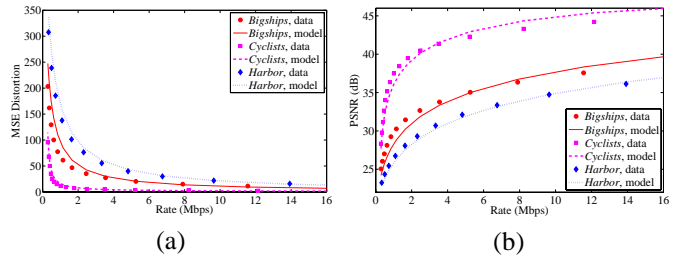 350
300
250
200
150
100
50
0
MSE Distortion
Bigships, data
Bigships, model
Cyclists, data
Cyclists, model
Harbor, data
Harbor, model
0 2 4 6 8 10 12 14 16
Rate (Mbps)
(a)
45
40
35
30
25
PSNR (dB)
Bigships, data
Bigships, model
Cyclists, data
Cyclists, model
Harbor, data
Harbor, model
0 2 4 6 8 10 12 14 16
Rate (Mbps)
(b)